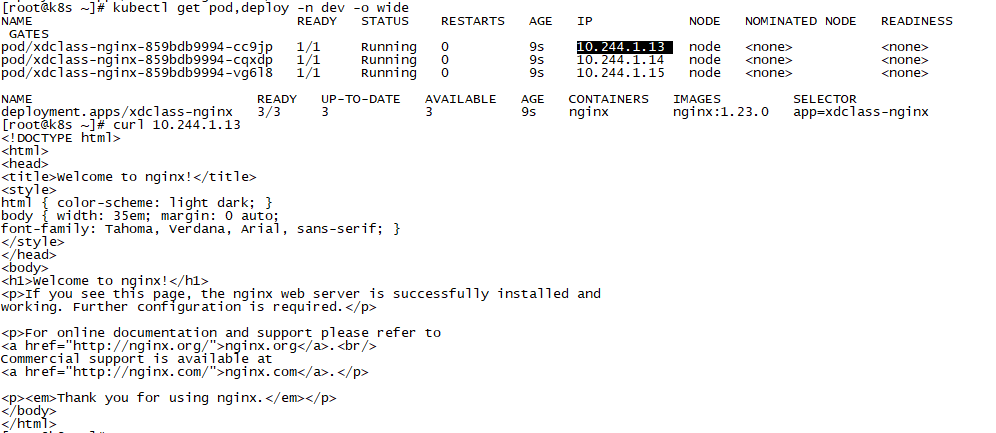 [root@k8s ~]# kubectl get pod,deploy -n dev -o wide
NAME                                READY   STATUS    RESTARTS   AGE   IP            NODE   NOMINATED NODE   READINESS
 GATES
pod/xdclass-nginx-859bdb9994-cc9jp   1/1     Running   0          9s    10.244.1.13   node   <none>           <none>
pod/xdclass-nginx-859bdb9994-cqxdp   1/1     Running   0          9s    10.244.1.14   node   <none>           <none>
pod/xdclass-nginx-859bdb9994-vg6l8   1/1     Running   0          9s    10.244.1.15   node   <none>           <none>

NAME                            READY   UP-TO-DATE   AVAILABLE   AGE   CONTAINERS   IMAGES         SELECTOR
deployment.apps/xdclass-nginx   3/3     3            3           9s    nginx        nginx:1.23.0   app=xdclass-nginx
[root@k8s ~]# curl 10.244.1.13
<!DOCTYPE html>
<html>
<head>
<title>Welcome to nginx!</title>
<style>
html { color-scheme: light dark; }
body { width: 35em; margin: 0 auto;
font-family: Tahoma, Verdana, Arial, sans-serif; }
</style>
</head>
<body>
<h1>Welcome to nginx!</h1>
<p>If you see this page, the nginx web server is successfully installed and
working. Further configuration is required.</p>

<p>For online documentation and support please refer to
<a href="http://nginx.org/">nginx.org</a>.<br/>
Commercial support is available at
<a href="http://nginx.com/">nginx.com</a>.</p>

<p><em>Thank you for using nginx.</em></p>
</body>
</html>